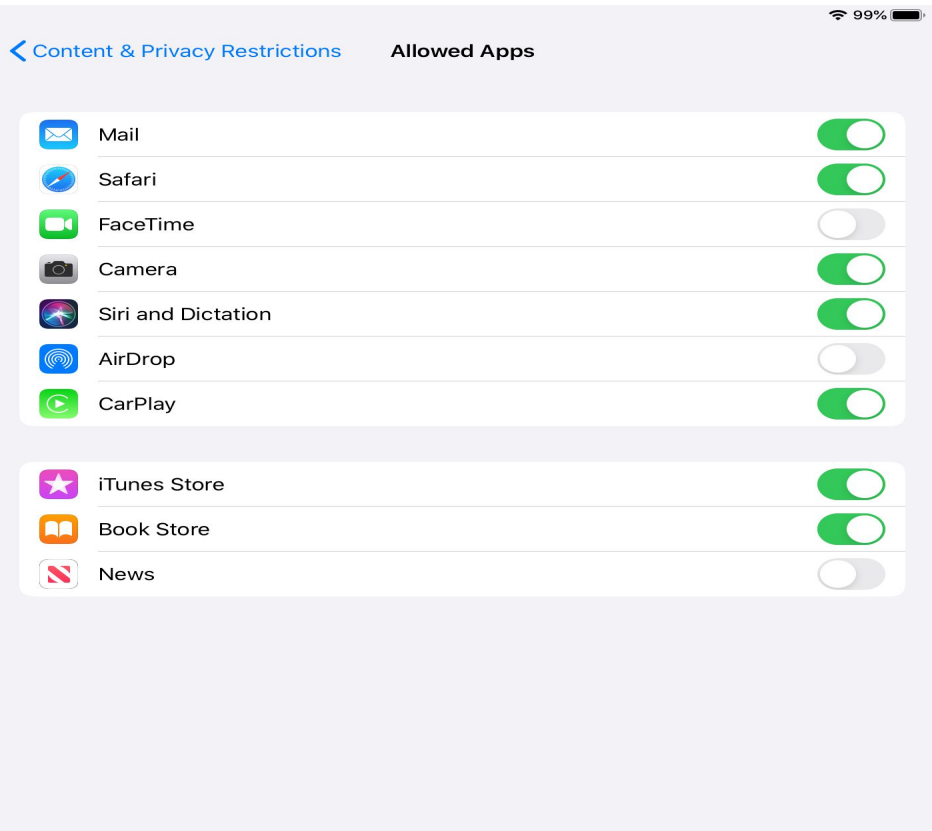 99%
Content & Privacy Restrictions Allowed Apps
Mail
Safari
FaceTime
Camera
Siri and Dictation
AirDrop
CarPlay
iTunes Store
Book Store
News